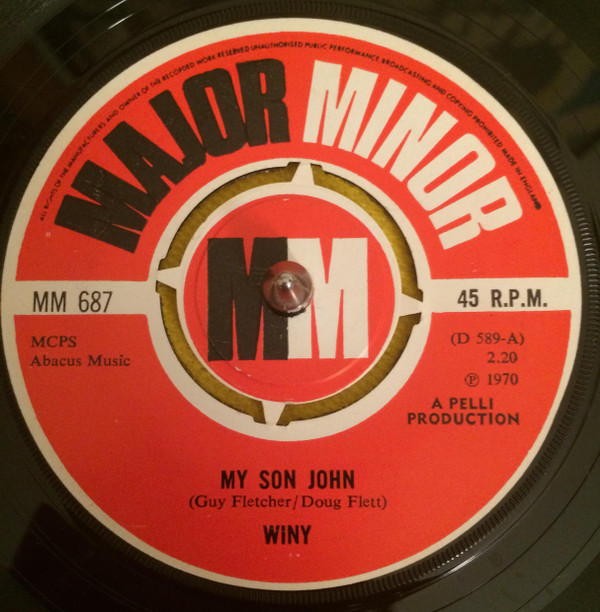 ALL RIGHTS OF THE MANUFACTURERS AND OWNER OF THE RECORDED WORK RESERVED UNAUTHORISED PUBLIC PERFORMANCE, BROADCASTING AND COPYING PROHIBITED MADE IN ENGLAND
MAJOR MINOR
MM
MM 687
45 R.P.M.
MCPS
Abacus Music
(D 589-A)
2.20
℗ 1970
A PELLI
PRODUCTION
MY SON JOHN
(Guy Fletcher/Doug Flett)
WiNY